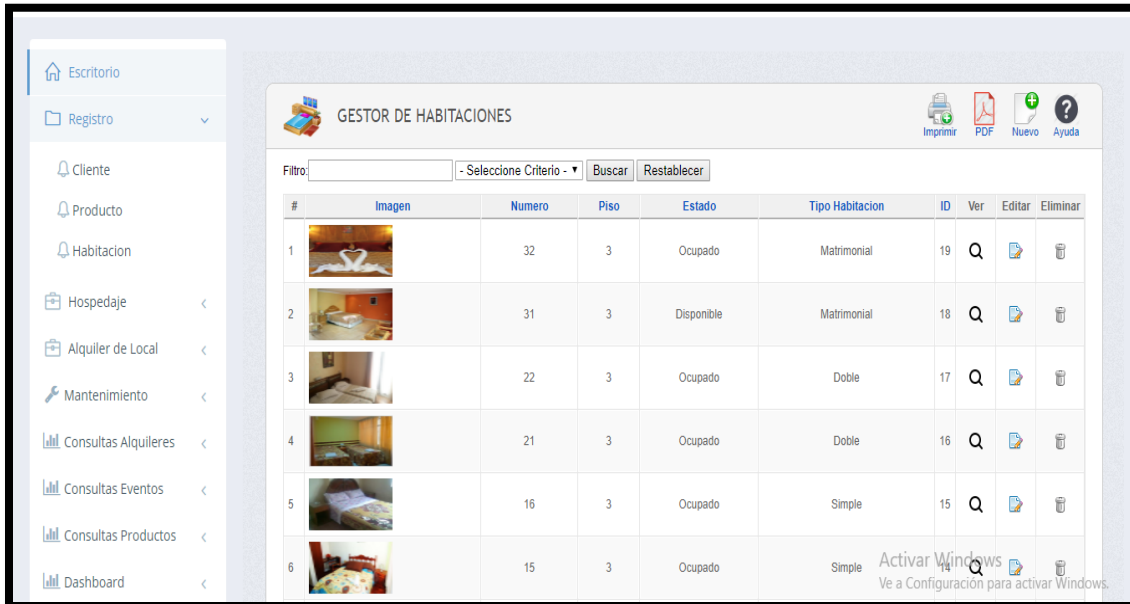 Escritorio
Registro
Cliente
Producto
Habitacion
Hospedaje
Alquiler de Local
Mantenimiento
Consultas Alquileres
Consultas Eventos
Consultas Productos
Dashboard
GESTOR DE HABITACIONES
Imprimir PDF Nuevo Ayuda
Filtro: - Seleccione Criterio - Buscar Restablecer
# Imagen Numero Piso Estado Tipo Habitacion ID Ver Editar Eliminar
1 32 3 Ocupado Matrimonial 19
2 31 3 Disponible Matrimonial 18
3 22 3 Ocupado Doble 17
4 21 3 Ocupado Doble 16
5 16 3 Ocupado Simple 15
6 15 3 Ocupado Simple 14
Activar Windows
Ve a Configuración para activar Windows.